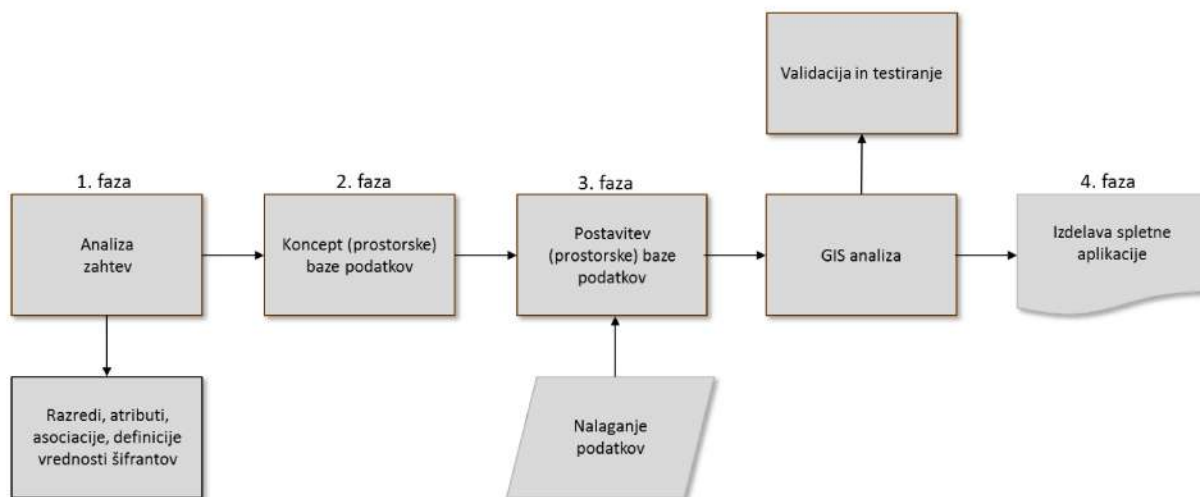 Validacija in testiranje
1. faza
2. faza
3. faza
4. faza
Analiza
zahtev
Koncept (prostorske)
baze podatkov
Postavitev
(prostorske) baze
podatkov
GIS analiza
Izdelava spletne
aplikacije
Razredi, atributi,
asociacije, definicije
vrednosti šifrantov
Nalaganje
podatkov